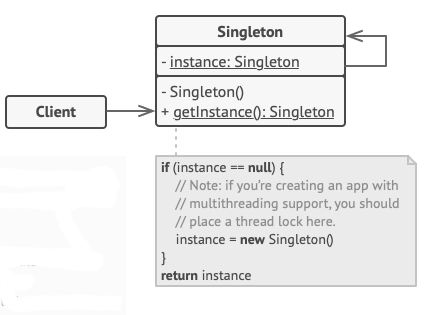 Singleton
- instance: Singleton
- Singleton()
+ getInstance(): Singleton
Client
if (instance == null) {
// Note: if you're creating an app with
// multithreading support, you should
// place a thread lock here.
instance = new Singleton()
}
return instance